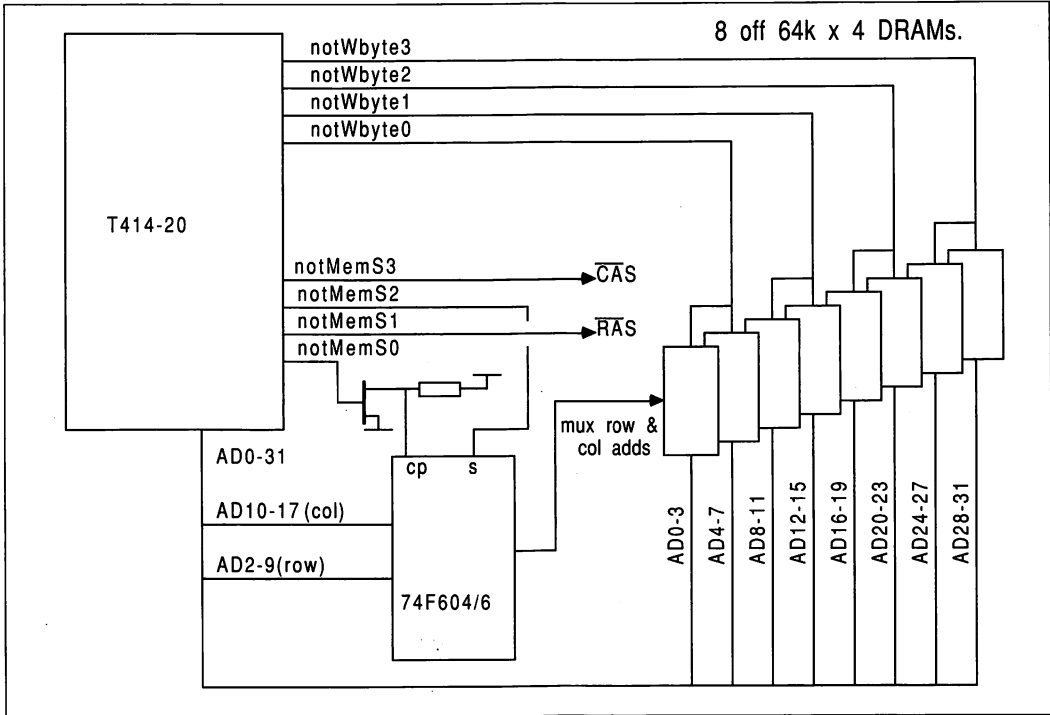 8 off 64k x 4 DRAMs.
notWbyte3
notWbyte2
notWbyte1
notWbyte0
T414-20
notMemS3
CAS
notMemS2
notMemS1
RAS
notMemS0
mux row &
col adds
AD0-31
cp
s
AD10-17(col)
AD2-9(row)
74F604/6
AD0-3
AD4-7
AD8-11
AD12-15
AD16-19
AD20-23
AD24-27
AD28-31